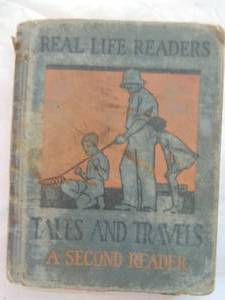 REAL LIFE READERS
TALES AND TRAVELS
A SECOND READER